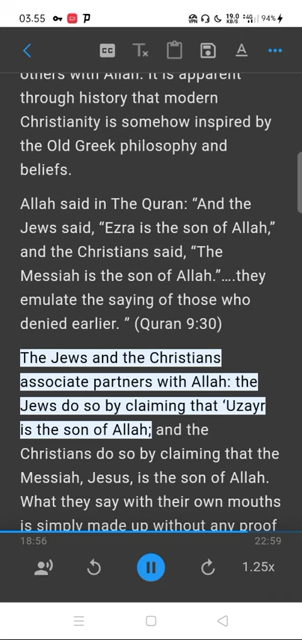 03.55
19.0
KB/S
94%
CC
others with Allah. It is apparent
through history that modern
Christianity is somehow inspired by
the Old Greek philosophy and
beliefs.
Allah said in The Quran: “And the
Jews said, “Ezra is the son of Allah,”
and the Christians said, “The
Messiah is the son of Allah.”….they
emulate the saying of those who
denied earlier. ” (Quran 9:30)
The Jews and the Christians
associate partners with Allah: the
Jews do so by claiming that ‘Uzayr
is the son of Allah; and the
Christians do so by claiming that the
Messiah, Jesus, is the son of Allah.
What they say with their own mouths
is simply made up without any proof
18:56 22:59
1.25x